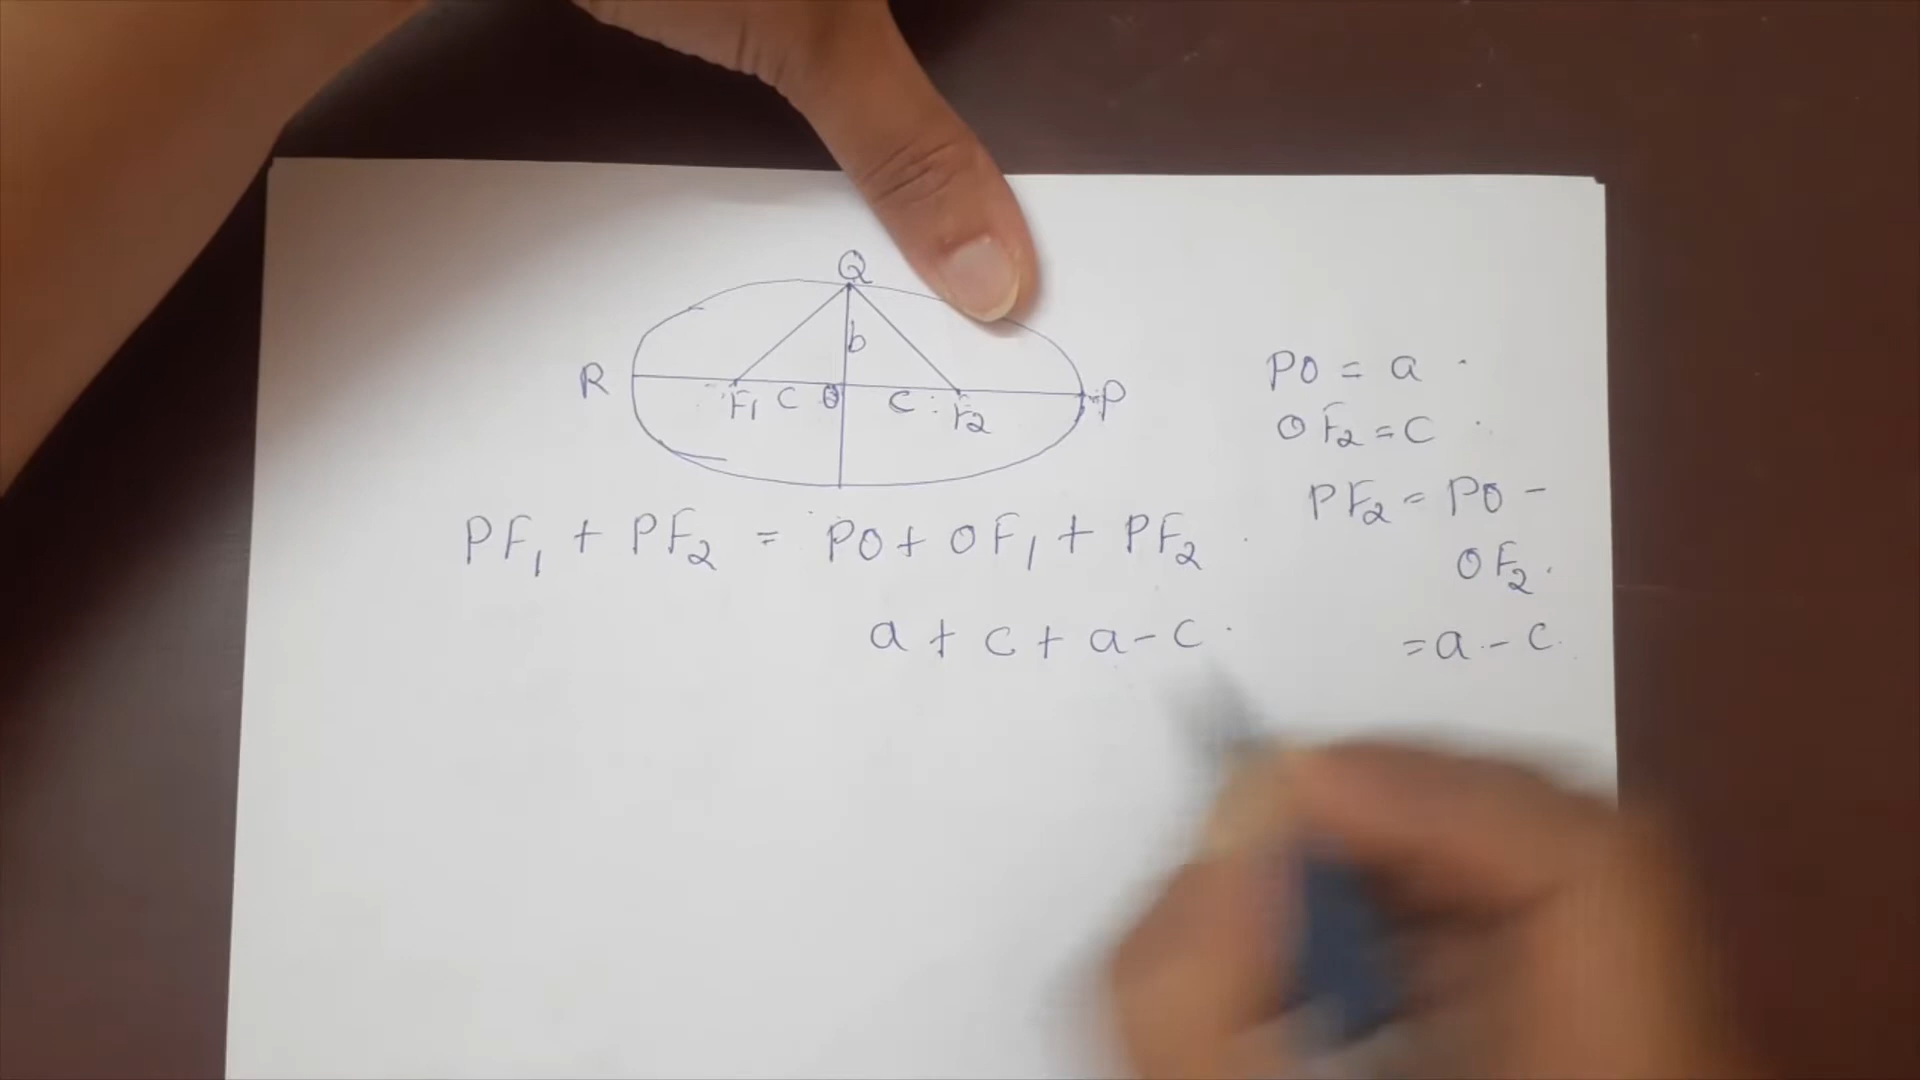 Q
b
R
F1 C O C F2 P
PO = a
OF2 = C
PF2 = PO -
OF2.
= a - c.
PF1 + PF2 = PO + OF1 + PF2
a + c + a - c